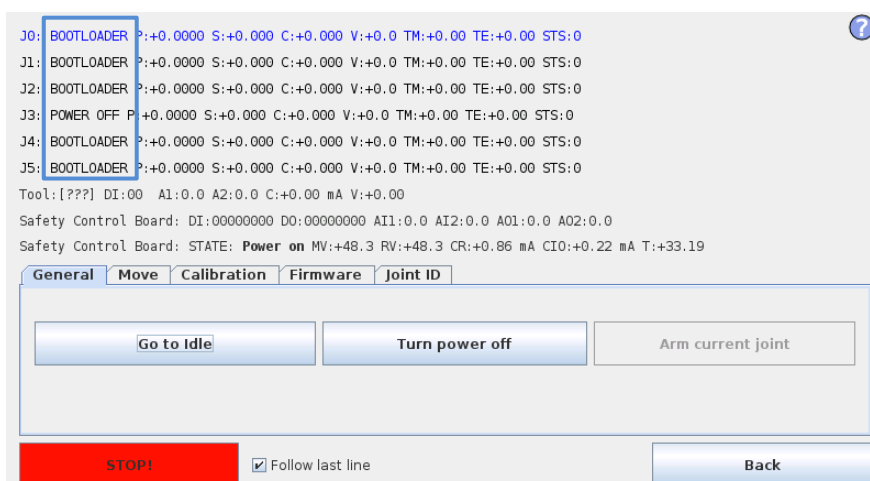 J0: BOOTLOADER P:+0.0000 S:+0.000 C:+0.000 V:+0.0 TM:+0.00 TE:+0.00 STS:0
J1: BOOTLOADER P:+0.0000 S:+0.000 C:+0.000 V:+0.0 TM:+0.00 TE:+0.00 STS:0
J2: BOOTLOADER P:+0.0000 S:+0.000 C:+0.000 V:+0.0 TM:+0.00 TE:+0.00 STS:0
J3: POWER OFF P:+0.0000 S:+0.000 C:+0.000 V:+0.0 TM:+0.00 TE:+0.00 STS:0
J4: BOOTLOADER P:+0.0000 S:+0.000 C:+0.000 V:+0.0 TM:+0.00 TE:+0.00 STS:0
J5: BOOTLOADER P:+0.0000 S:+0.000 C:+0.000 V:+0.0 TM:+0.00 TE:+0.00 STS:0
Tool:[???] DI:00 A1:0.0 A2:0.0 C:+0.00 mA V:+0.00
Safety Control Board: DI:00000000 DO:00000000 AI1:0.0 AI2:0.0 AO1:0.0 AO2:0.0
Safety Control Board: STATE: Power on MV:+48.3 RV:+48.3 CR:+0.86 mA CIO:+0.22 mA T:+33.19
General Move Calibration Firmware Joint ID
Go to Idle Turn power off Arm current joint
STOP! Follow last line Back
?